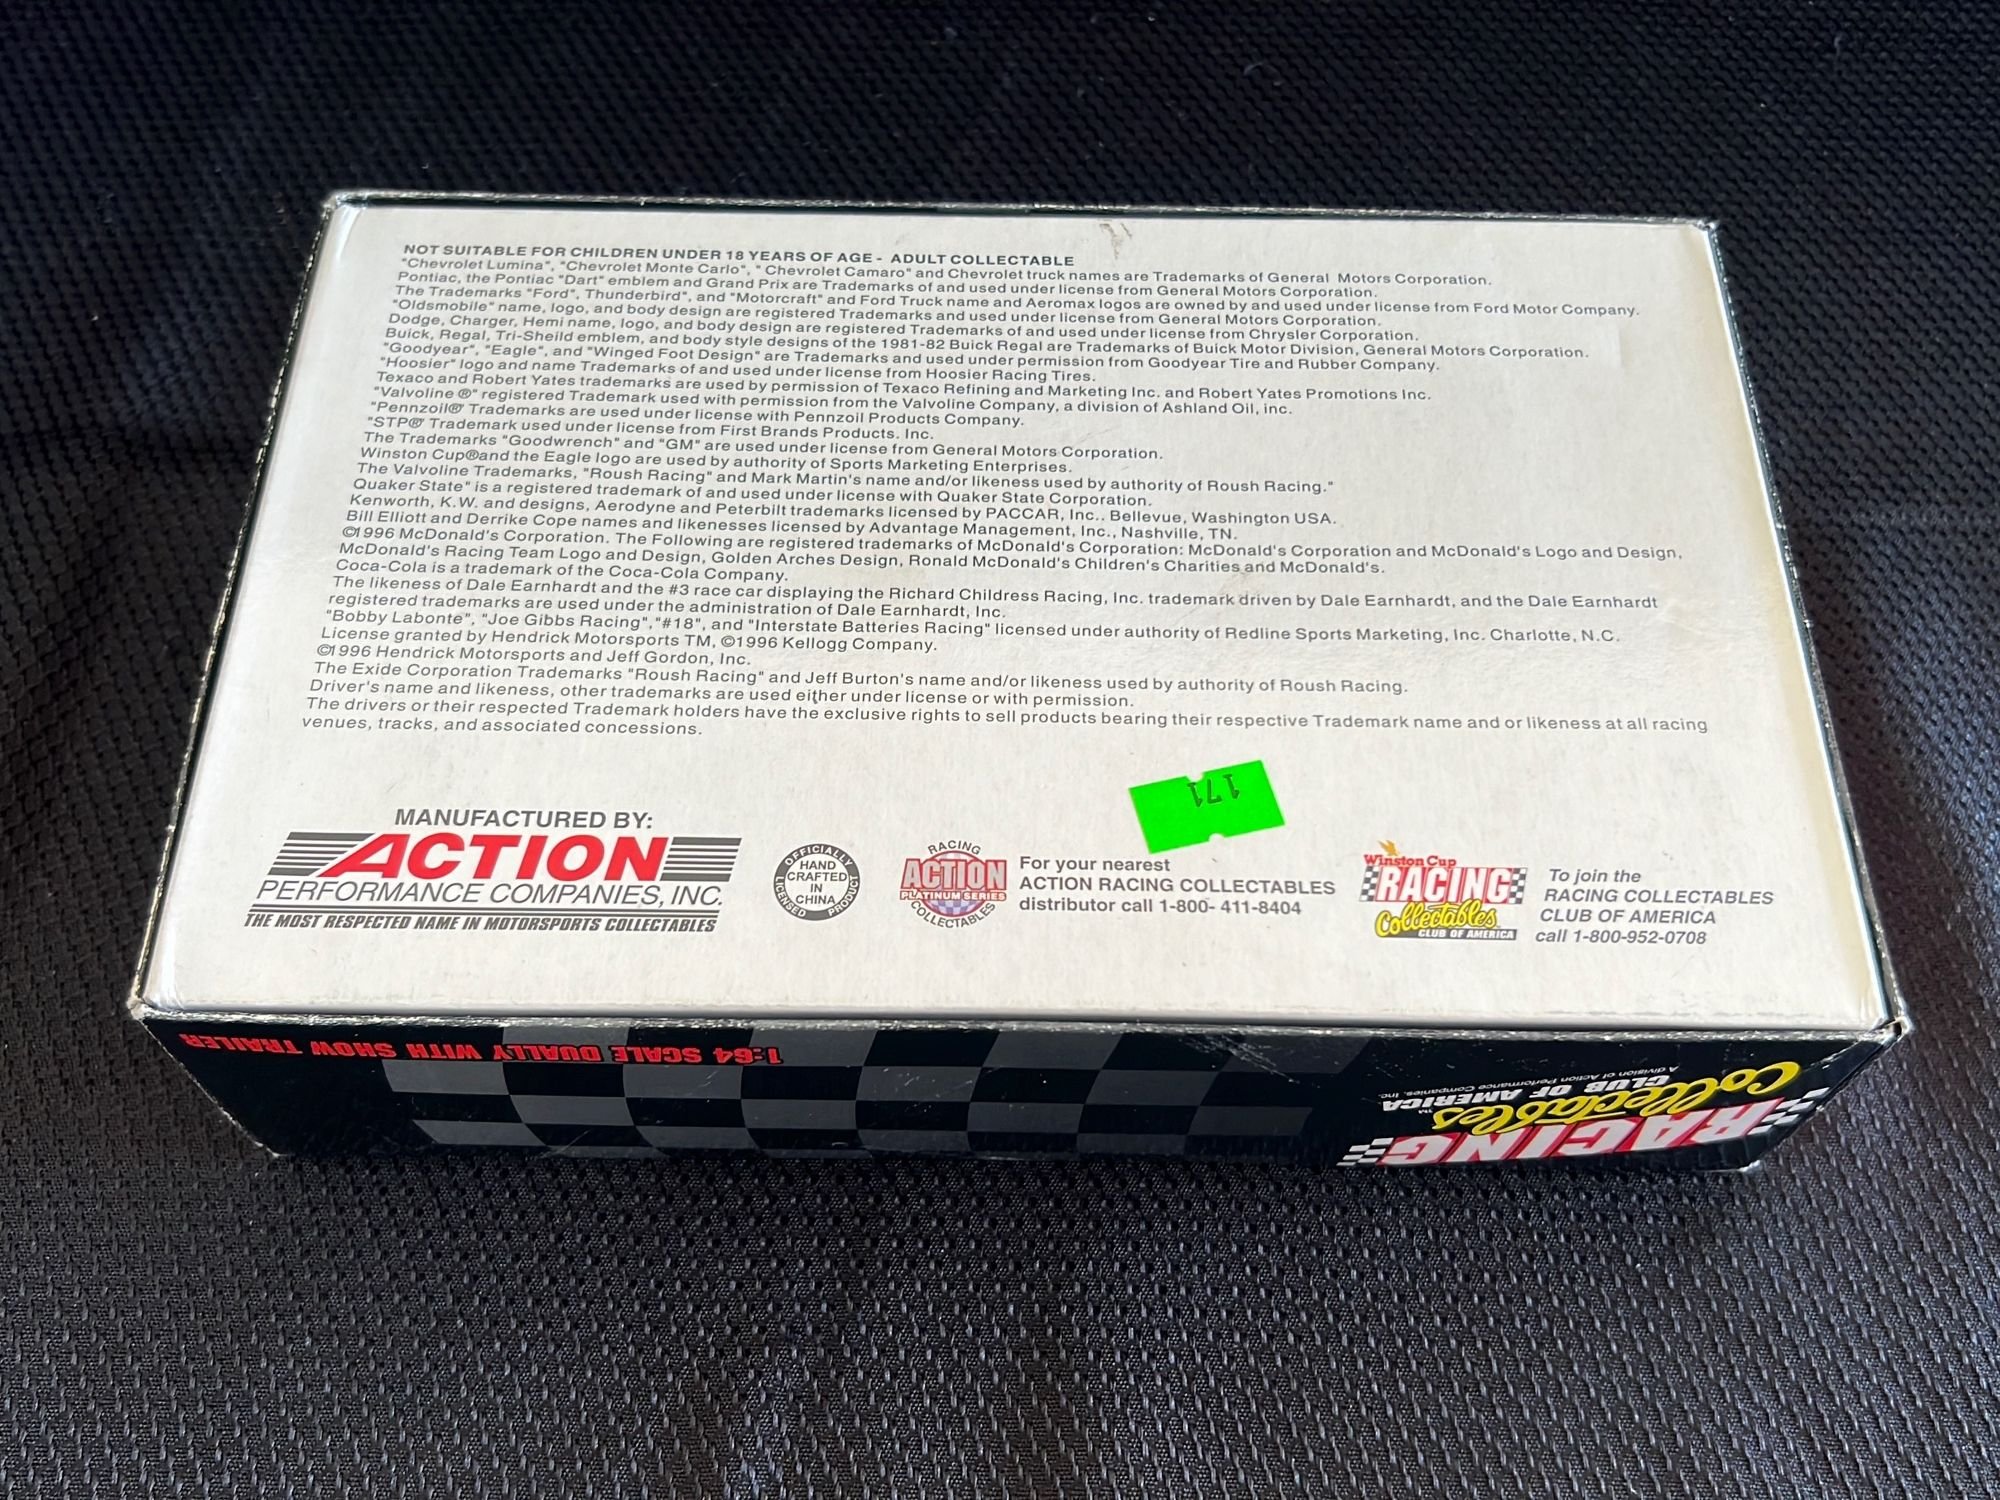 NOT SUITABLE FOR CHILDREN UNDER 18 YEARS OF AGE - ADULT COLLECTABLE
"Chevrolet Lumina", "Chevrolet Monte Carlo", " Chevrolet Camaro" and Chevrolet truck names are Trademarks of General Motors Corporation.
Pontiac, the Pontiac "Dart" emblem and Grand Prix are Trademarks of and used under license from General Motors Corporation.
The Trademarks "Ford", Thunderbird", and "Motorcraft" and Ford Truck name and Aeromax logos are owned by and used under license from Ford Motor Company.
"Oldsmobile" name, logo, and body design are registered Trademarks and used under license from General Motors Corporation.
Dodge, Charger, Hemi name, logo, and body design are registered Trademarks of and used under license from Chrysler Corporation.
Buick, Regal, Tri-Sheild emblem, and body style designs of the 1981-82 Buick Regal are Trademarks of Buick Motor Division, General Motors Corporation.
"Goodyear", "Eagle", and "Winged Foot Design" are Trademarks and used under permission from Goodyear Tire and Rubber Company.
"Hoosier" logo and name Trademarks of and used under license from Hoosier Racing Tires.
Texaco and Robert Yates trademarks are used by permission of Texaco Refining and Marketing Inc. and Robert Yates Promotions Inc.
"Valvoline ®" registered Trademark used with permission from the Valvoline Company, a division of Ashland Oil, inc.
"Pennzoil®" Trademarks are used under license with Pennzoil Products Company.
"STP®" Trademark used under license from First Brands Products. Inc.
The Trademarks "Goodwrench" and "GM" are used under license from General Motors Corporation.
Winston Cup®and the Eagle logo are used by authority of Sports Marketing Enterprises.
The Valvoline Trademarks, "Roush Racing" and Mark Martin's name and/or likeness used by authority of Roush Racing."
Quaker State" is a registered trademark of and used under license with Quaker State Corporation.
Kenworth, K.W. and designs, Aerodyne and Peterbilt trademarks licensed by PACCAR, Inc.. Bellevue, Washington USA.
Bill Elliott and Derrike Cope names and likenesses licensed by Advantage Management, Inc., Nashville, TN.
©1996 McDonald's Corporation. The Following are registered trademarks of McDonald's Corporation: McDonald's Corporation and McDonald's Logo and Design,
McDonald's Racing Team Logo and Design, Golden Arches Design, Ronald McDonald's Children's Charities and McDonald's.
Coca-Cola is a trademark of the Coca-Cola Company.
The likeness of Dale Earnhardt and the #3 race car displaying the Richard Childress Racing, Inc. trademark driven by Dale Earnhardt, and the Dale Earnhardt
registered trademarks are used under the administration of Dale Earnhardt, Inc.
"Bobby Labonte", "Joe Gibbs Racing","#18", and "Interstate Batteries Racing" licensed under authority of Redline Sports Marketing, Inc. Charlotte, N.C.
License granted by Hendrick Motorsports TM, ©1996 Kellogg Company.
©1996 Hendrick Motorsports and Jeff Gordon, Inc.
The Exide Corporation Trademarks "Roush Racing" and Jeff Burton's name and/or likeness used by authority of Roush Racing.
Driver's name and likeness, other trademarks are used either under license or with permission.
The drivers or their respected Trademark holders have the exclusive rights to sell products bearing their respective Trademark name and or likeness at all racing
venues, tracks, and associated concessions.
171
MANUFACTURED BY:
ACTION
PERFORMANCE COMPANIES, INC.
THE MOST RESPECTED NAME IN MOTORSPORTS COLLECTABLES
OFFICIALLY LICENSED PRODUCT
HAND
CRAFTED
IN
CHINA
RACING
ACTION
PLATINUM SERIES
COLLECTABLES
For your nearest
ACTION RACING COLLECTABLES
distributor call 1-800- 411-8404
Winston Cup
RACING
Collectables
CLUB OF AMERICA
To join the
RACING COLLECTABLES
CLUB OF AMERICA
call 1-800-952-0708
1:64 SCALE DUALLY WITH SHOW TRAILER
RACING
Collectables™
CLUB OF AMERICA
A division of Action Performance Companies, Inc.